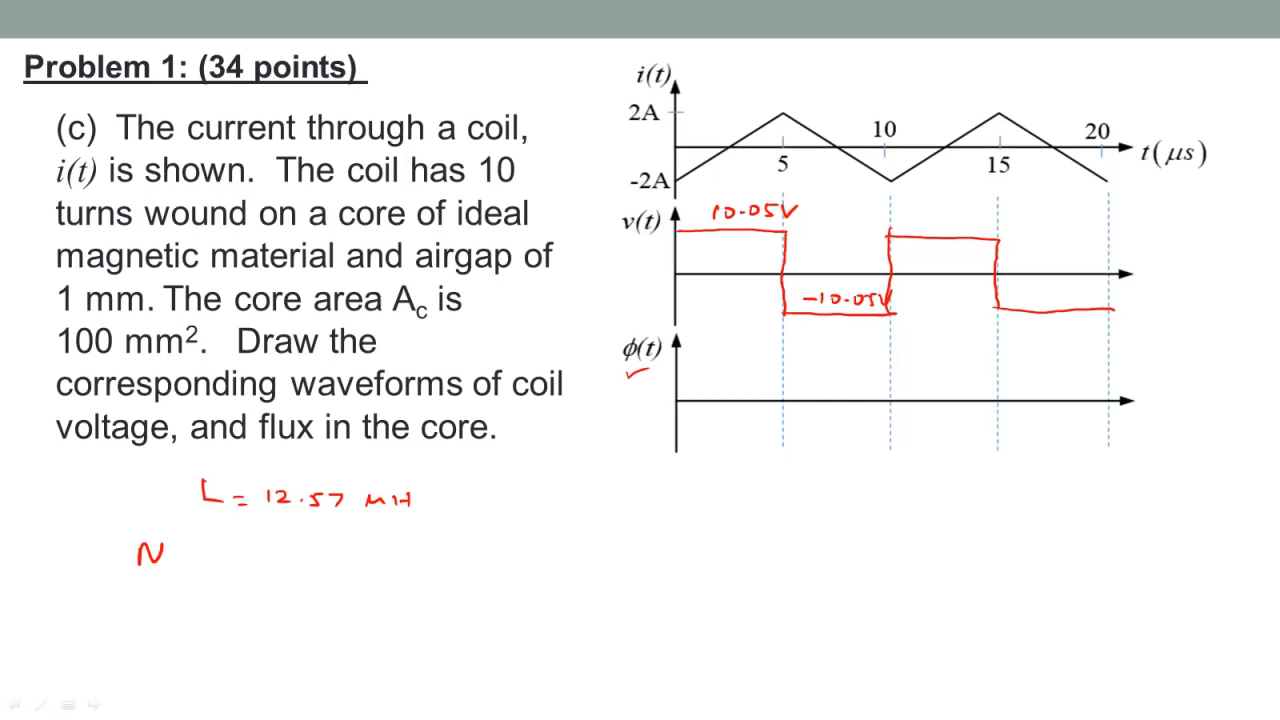 Problem 1: (34 points)
(c) The current through a coil,
i(t) is shown. The coil has 10
turns wound on a core of ideal
magnetic material and airgap of
1 mm. The core area Ac is
100 mm². Draw the
corresponding waveforms of coil
voltage, and flux in the core.
L = 12.57 μH
N
i(t)
2A
10
20
t(μs)
5
15
-2A
10.05V
v(t)
-10.05V
ϕ(t)